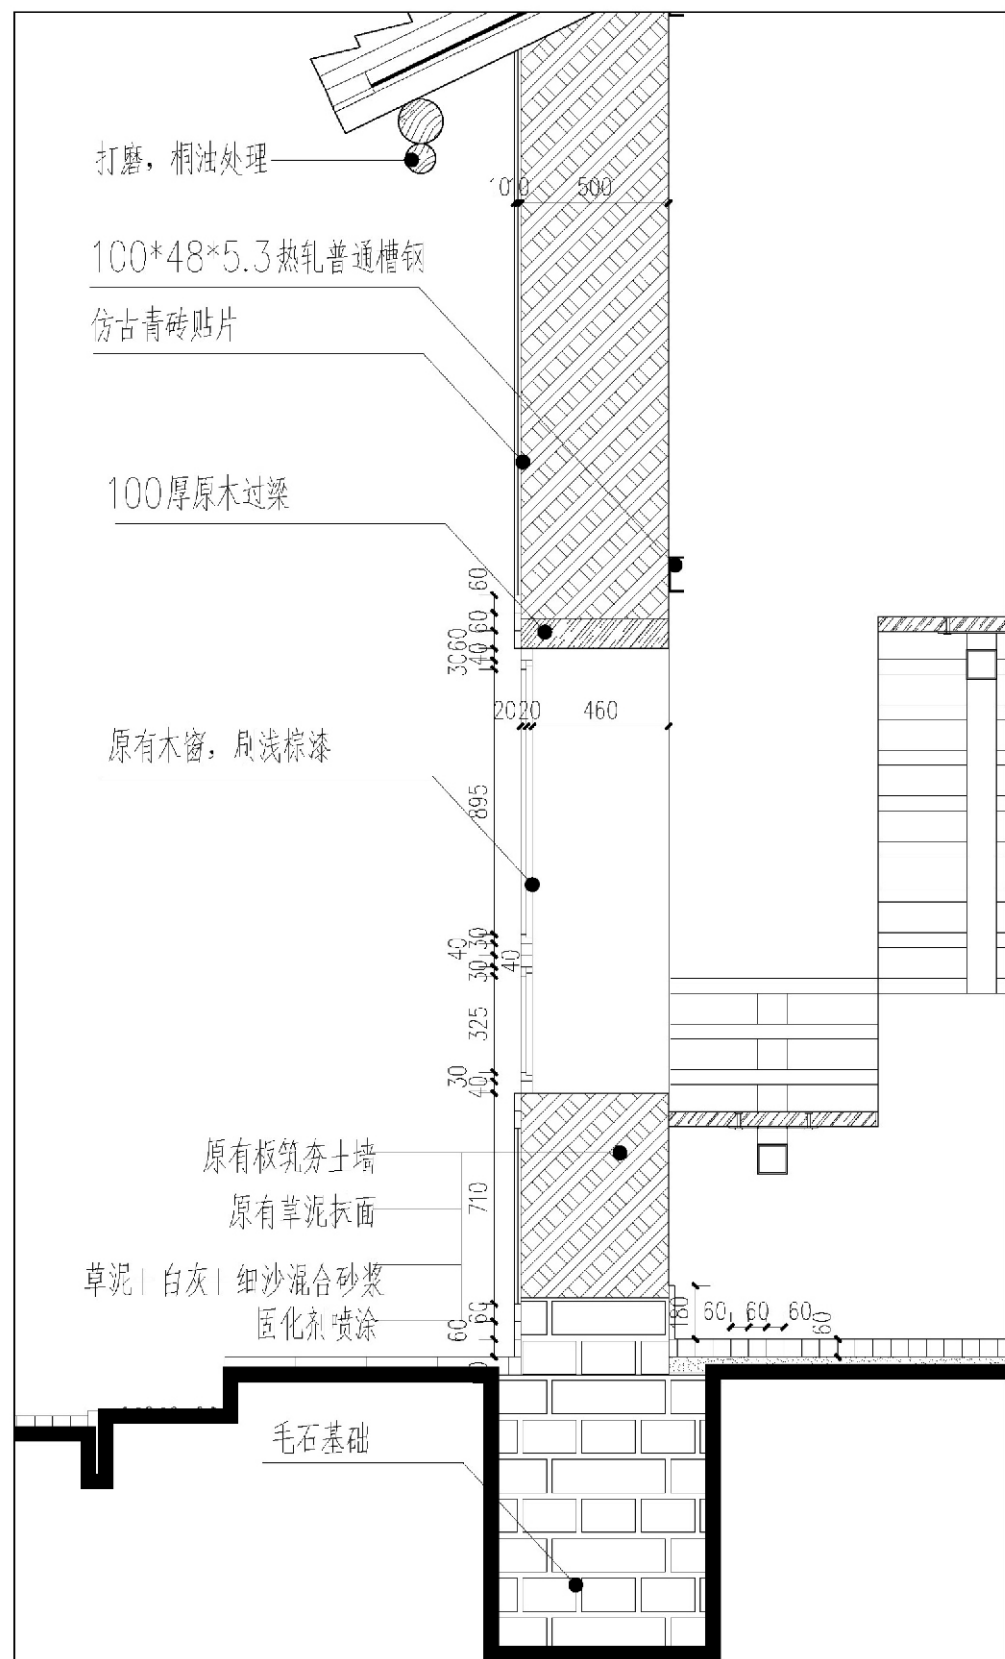 打磨，桐油处理
1010 500
100*48*5.3热轧普通槽钢
仿古青砖贴片
100厚原木过梁
60
60
3060
40
2020 460
原有木窗，刷浅棕漆
895
30
40
40
30
325
30
40
原有板筑夯土墙
710
原有草泥抹面
草泥 白灰 细沙混合砂浆
固化剂喷涂
60
60
180
60 60 60
60
毛石基础